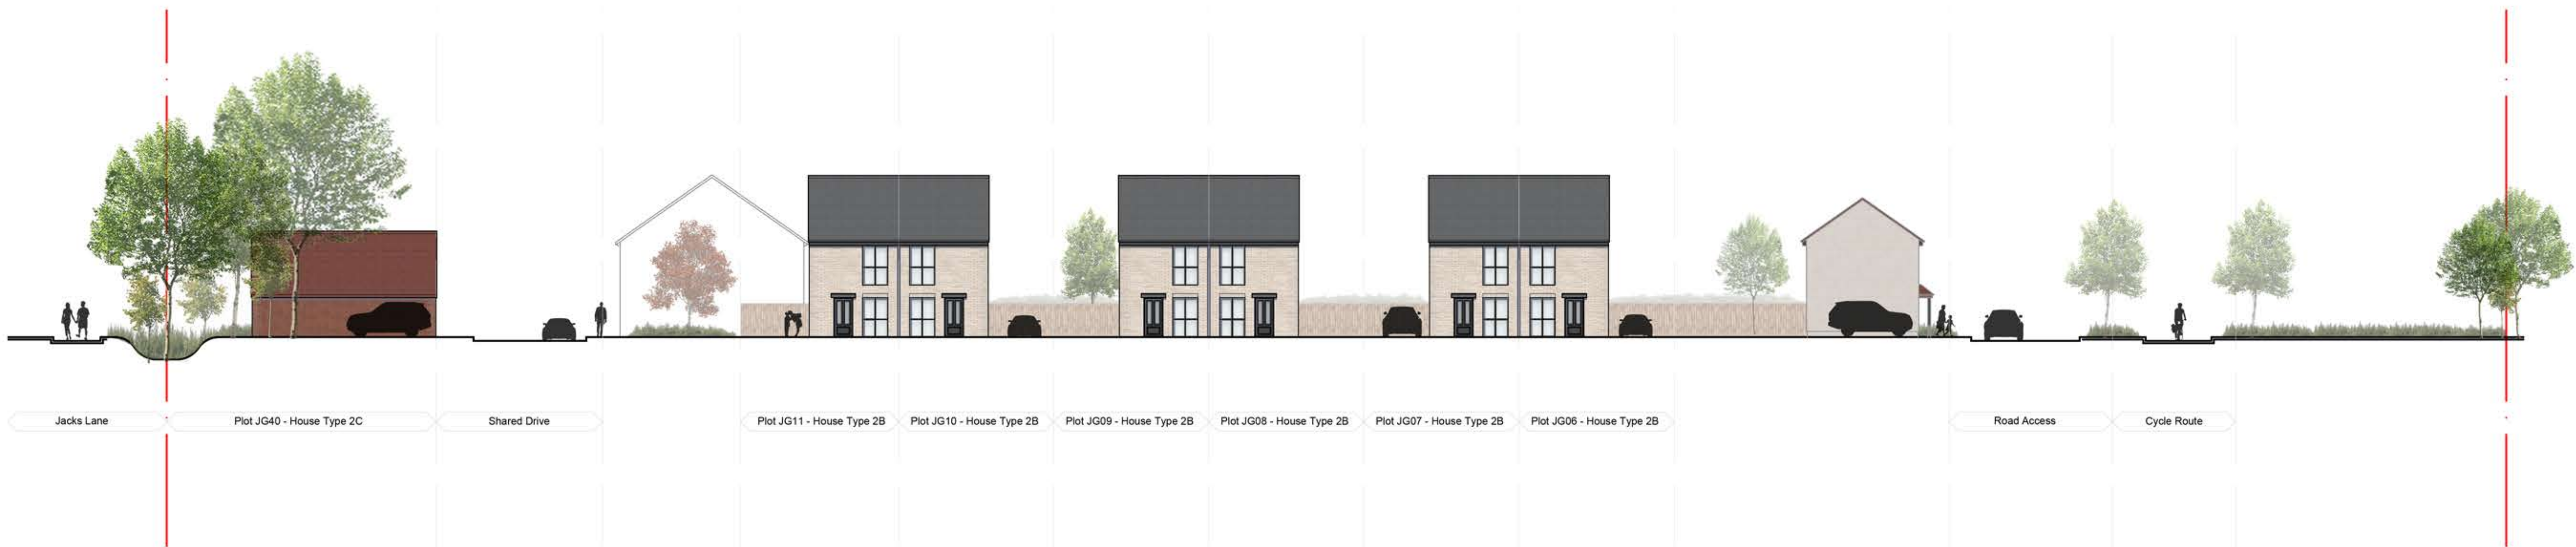 Jacks Lane
Plot JG40 - House Type 2C
Shared Drive
Plot JG11 - House Type 2B
Plot JG10 - House Type 2B
Plot JG09 - House Type 2B
Plot JG08 - House Type 2B
Plot JG07 - House Type 2B
Plot JG06 - House Type 2B
Road Access
Cycle Route